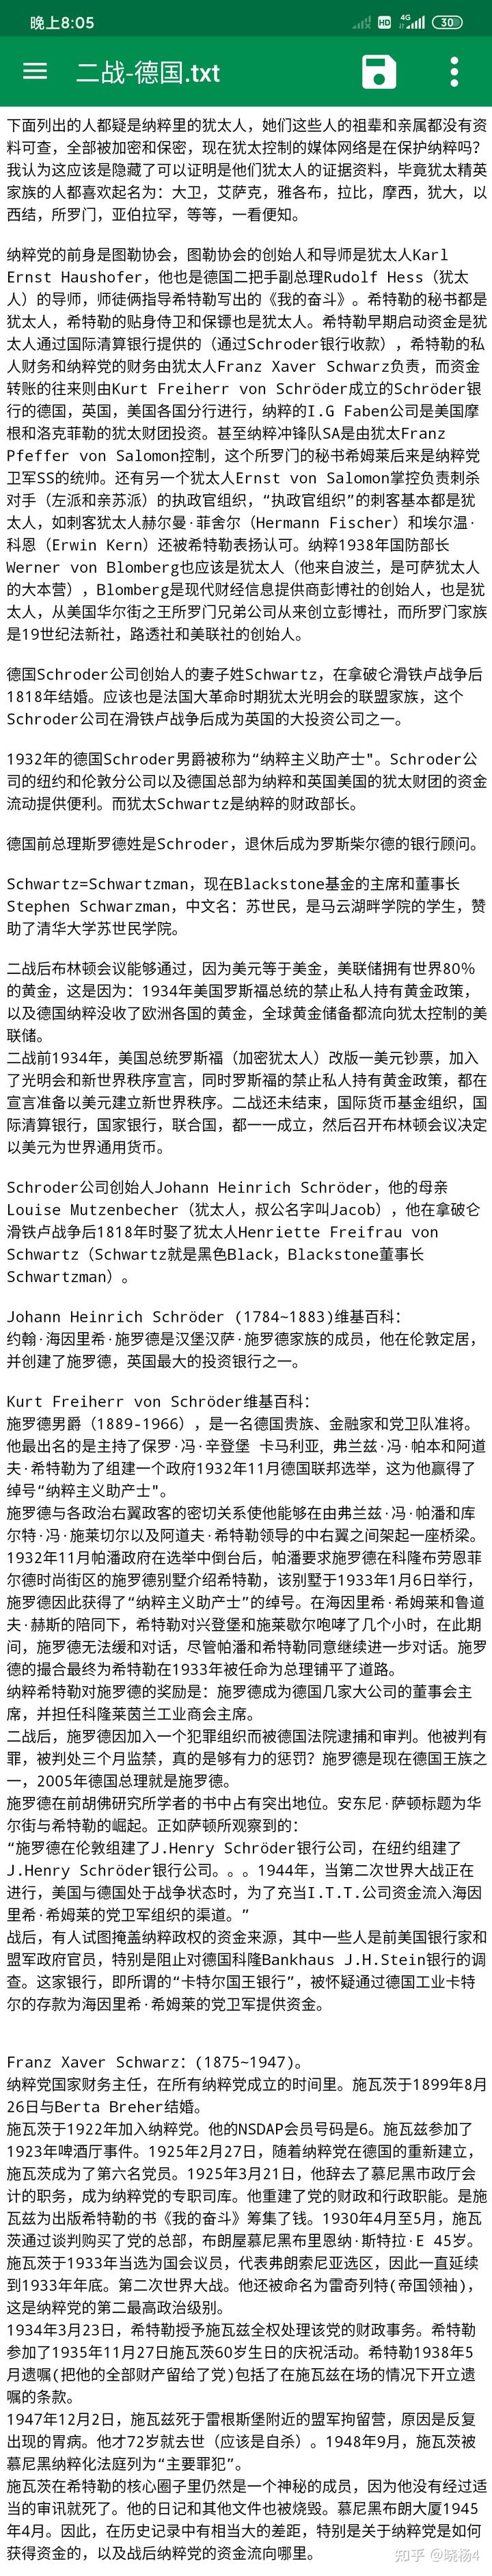 晚上8:05
HD 4G 30
二战-德国.txt
下面列出的人都疑是纳粹里的犹太人，她们这些人的祖辈和亲属都没有资
料可查，全部被加密和保密，现在犹太控制的媒体网络是在保护纳粹吗？
我认为这应该是隐藏了可以证明是他们犹太人的证据资料，毕竟犹太精英
家族的人都喜欢起名为：大卫，艾萨克，雅各布，拉比，摩西，犹大，以
西结，所罗门，亚伯拉罕，等等，一看便知。
纳粹党的前身是图勒协会，图勒协会的创始人和导师是犹太人Karl
Ernst Haushofer，他也是德国二把手副总理Rudolf Hess（犹太
人）的导师，师徒俩指导希特勒写出的《我的奋斗》。希特勒的秘书都是
犹太人，希特勒的贴身侍卫和保镖也是犹太人。希特勒早期启动资金是犹
太人通过国际清算银行提供的（通过Schroder银行收款），希特勒的私
人财务和纳粹党的财务由犹太人Franz Xaver Schwarz负责，而资金
转账的往来则由Kurt Freiherr von Schröder成立的Schröder银
行的德国，英国，美国各国分行进行，纳粹的I.G Faben公司是美国摩
根和洛克菲勒的犹太财团投资。甚至纳粹冲锋队SA是由犹太Franz
Pfeffer von Salomon控制，这个所罗门的秘书希姆莱后来是纳粹党
卫军SS的统帅。还有另一个犹太人Ernst von Salomon掌控负责刺杀
对手（左派和亲苏派）的执政官组织，“执政官组织”的刺客基本都是犹
太人，如刺客犹太人赫尔曼·菲舍尔（Hermann Fischer）和埃尔温·
科恩（Erwin Kern）还被希特勒表扬认可。纳粹1938年国防部长
Werner von Blomberg也应该是犹太人（他来自波兰，是可萨犹太人
的大本营），Blomberg是现代财经信息提供商彭博社的创始人，也是犹
太人，从美国华尔街之王所罗门兄弟公司从来创立彭博社，而所罗门家族
是19世纪法新社，路透社和美联社的创始人。
德国Schroder公司创始人的妻子姓Schwartz，在拿破仑滑铁卢战争后
1818年结婚。应该也是法国大革命时期犹太光明会的联盟家族，这个
Schroder公司在滑铁卢战争后成为英国的大投资公司之一。
1932年的德国Schroder男爵被称为“纳粹主义助产士"。Schroder公
司的纽约和伦敦分公司以及德国总部为纳粹和英国美国的犹太财团的资金
流动提供便利。而犹太Schwartz是纳粹的财政部长。
德国前总理斯罗德姓是Schroder，退休后成为罗斯柴尔德的银行顾问。
Schwartz=Schwartzman，现在Blackstone基金的主席和董事长
Stephen Schwarzman，中文名：苏世民，是马云湖畔学院的学生，赞
助了清华大学苏世民学院。
二战后布林顿会议能够通过，因为美元等于美金，美联储拥有世界80%
的黄金，这是因为：1934年美国罗斯福总统的禁止私人持有黄金政策，
以及德国纳粹没收了欧洲各国的黄金，全球黄金储备都流向犹太控制的美
联储。
二战前1934年，美国总统罗斯福（加密犹太人）改版一美元钞票，加入
了光明会和新世界秩序宣言，同时罗斯福的禁止私人持有黄金政策，都在
宣言准备以美元建立新世界秩序。二战还未结束，国际货币基金组织，国
际清算银行，国家银行，联合国，都一一成立，然后召开布林顿会议决定
以美元为世界通用货币。
Schroder公司创始人Johann Heinrich Schröder，他的母亲
Louise Mutzenbecher（犹太人，叔公名字叫Jacob），他在拿破仑
滑铁卢战争后1818年时娶了犹太人Henriette Freifrau von
Schwartz（Schwartz就是黑色Black，Blackstone董事长
Schwartzman）。
Johann Heinrich Schröder (1784~1883)维基百科：
约翰·海因里希·施罗德是汉堡汉萨·施罗德家族的成员，他在伦敦定居，
并创建了施罗德，英国最大的投资银行之一。
Kurt Freiherr von Schröder维基百科：
施罗德男爵（1889-1966），是一名德国贵族、金融家和党卫队准将。
他最出名的是主持了保罗·冯·辛登堡 卡马利亚，弗兰兹·冯·帕本和阿道
夫·希特勒为了组建一个政府1932年11月德国联邦选举，这为他赢得了
绰号“纳粹主义助产士"。
施罗德与各政治右翼政客的密切关系使他能够在由弗兰兹·冯·帕潘和库
尔特·冯·施莱切尔以及阿道夫·希特勒领导的中右翼之间架起一座桥梁。
1932年11月帕潘政府在选举中倒台后，帕潘要求施罗德在科隆布劳恩菲
尔德时尚街区的施罗德别墅介绍希特勒，该别墅于1933年1月6日举行，
施罗德因此获得了“纳粹主义助产士”的绰号。在海因里希·希姆莱和鲁道
夫·赫斯的陪同下，希特勒对兴登堡和施莱歇尔咆哮了几个小时，在此期
间，施罗德无法缓和对话，尽管帕潘和希特勒同意继续进一步对话。施罗
德的撮合最终为希特勒在1933年被任命为总理铺平了道路。
纳粹希特勒对施罗德的奖励是：施罗德成为德国几家大公司的董事会主
席，并担任科隆莱茵兰工业商会主席。
二战后，施罗德因加入一个犯罪组织而被德国法院逮捕和审判。他被判有
罪，被判处三个月监禁，真的是够有力的惩罚？施罗德是现在德国王族之
一，2005年德国总理就是施罗德。
施罗德在前胡佛研究所学者的书中占有突出地位。安东尼·萨顿标题为华
尔街与希特勒的崛起。正如萨顿所观察到的：
“施罗德在伦敦组建了J.Henry Schröder银行公司，在纽约组建了
J.Henry Schröder银行公司。。。1944年，当第二次世界大战正在
进行，美国与德国处于战争状态时，为了充当I.T.T.公司资金流入海因
里希·希姆莱的党卫军组织的渠道。”
战后，有人试图掩盖纳粹政权的资金来源，其中一些人是前美国银行家和
盟军政府官员，特别是阻止对德国科隆Bankhaus J.H.Stein银行的调
查。这家银行，即所谓的“卡特尔国王银行”，被怀疑通过德国工业卡特
尔的存款为海因里希·希姆莱的党卫军提供资金。
Franz Xaver Schwarz：(1875~1947)。
纳粹党国家财务主任，在所有纳粹党成立的时间里。施瓦茨于1899年8月
26日与Berta Breher结婚。
施瓦茨于1922年加入纳粹党。他的NSDAP会员号码是6。施瓦兹参加了
1923年啤酒厅事件。1925年2月27日，随着纳粹党在德国的重新建立，
施瓦茨成为了第六名党员。1925年3月21日，他辞去了慕尼黑市政厅会
计的职务，成为纳粹党的专职司库。他重建了党的财政和行政职能。是施
瓦兹为出版希特勒的书《我的奋斗》筹集了钱。1930年4月至5月，施瓦
茨通过谈判购买了党的总部，布朗屋慕尼黑布里恩纳·斯特拉·E 45岁。
施瓦茨于1933年当选为国会议员，代表弗朗索尼亚选区，因此一直延续
到1933年年底。第二次世界大战。他还被命名为雷奇列特(帝国领袖)，
这是纳粹党的第二最高政治级别。
1934年3月23日，希特勒授予施瓦兹全权处理该党的财政事务。希特勒
参加了1935年11月27日施瓦茨60岁生日的庆祝活动。希特勒1938年5
月遗嘱(把他的全部财产留给了党)包括了在施瓦兹在场的情况下开立遗
嘱的条款。
1947年12月2日，施瓦兹死于雷根斯堡附近的盟军拘留营，原因是反复
出现的胃病。他才72岁就去世（应该是自杀）。1948年9月，施瓦茨被
慕尼黑纳粹化法庭列为“主要罪犯”。
施瓦茨在希特勒的核心圈子里仍然是一个神秘的成员，因为他没有经过适
当的审讯就死了。他的日记和其他文件也被烧毁。慕尼黑布朗大厦1945
年4月。因此，在历史记录中有相当大的差距，特别是关于纳粹党是如何
获得资金的，以及战后纳粹党的资金流向哪里。
知乎 @晓杨4